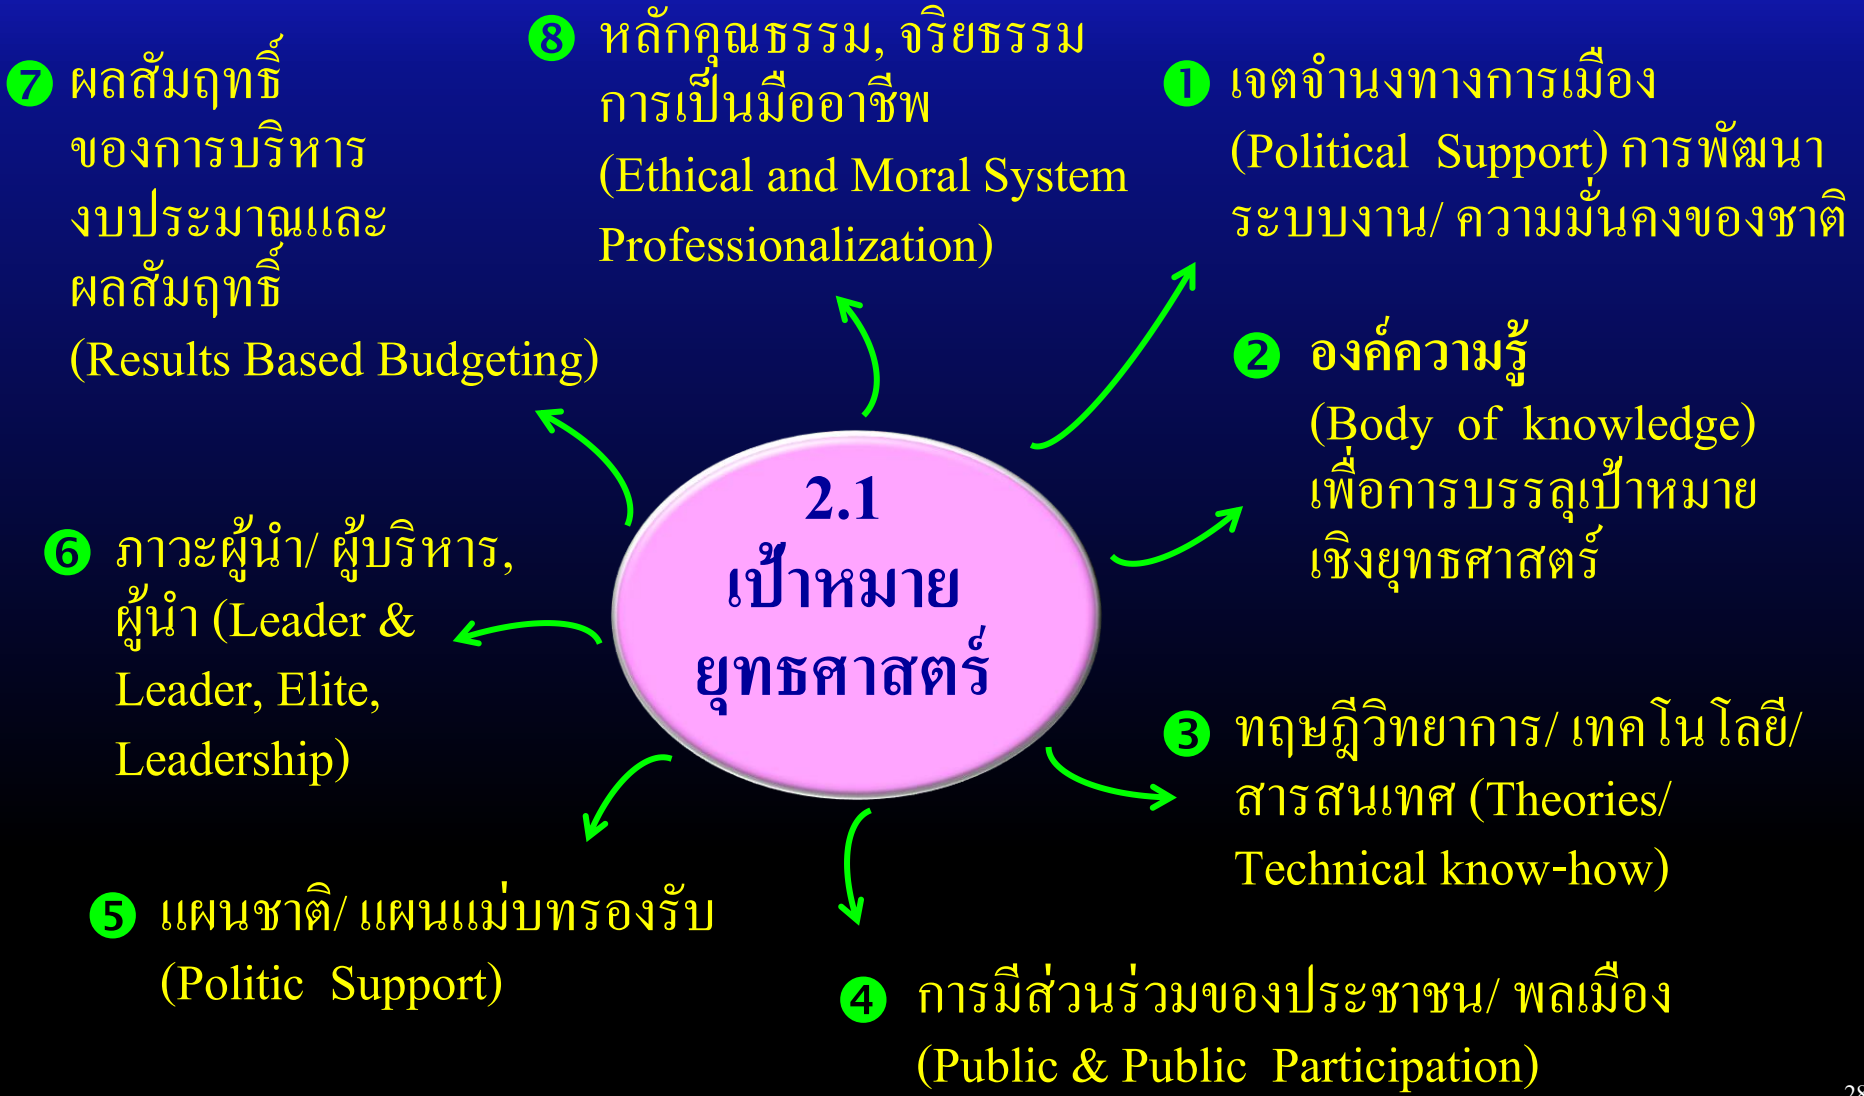 2.1
เป้าหมาย
ยุทธศาสตร์
❶ เจตจำนงทางการเมือง
(Political Support) การพัฒนา
ระบบงาน/ ความมั่นคงของชาติ
❷ องค์ความรู้
(Body of knowledge)
เพื่อการบรรลุเป้าหมาย
เชิงยุทธศาสตร์
❸ ทฤษฎีวิทยาการ/ เทคโนโลยี/
สารสนเทศ (Theories/
Technical know-how)
❹ การมีส่วนร่วมของประชาชน/ พลเมือง
(Public & Public Participation)
❺ แผนชาติ/ แผนแม่บทรองรับ
(Politic Support)
❻ ภาวะผู้นำ/ ผู้บริหาร,
ผู้นำ (Leader &
Leader, Elite,
Leadership)
❼ ผลสัมฤทธิ์
ของการบริหาร
งบประมาณและ
ผลสัมฤทธิ์
(Results Based Budgeting)
❽ หลักคุณธรรม, จริยธรรม
การเป็นมืออาชีพ
(Ethical and Moral System
Professionalization)
28